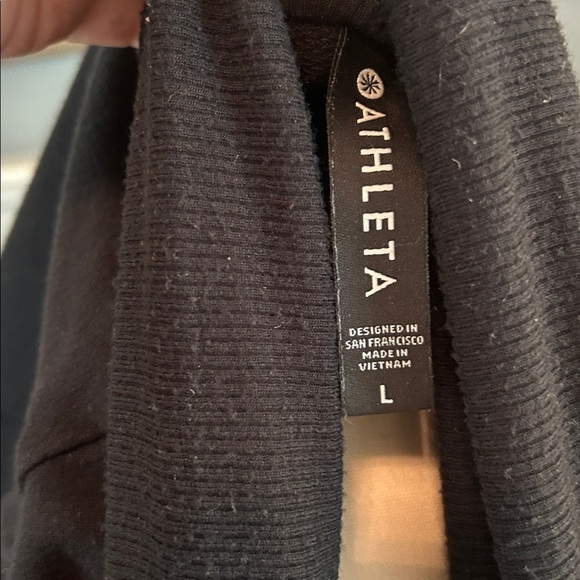 ATHLETA
DESIGNED IN
SAN FRANCISCO
MADE IN
VIETNAM
L